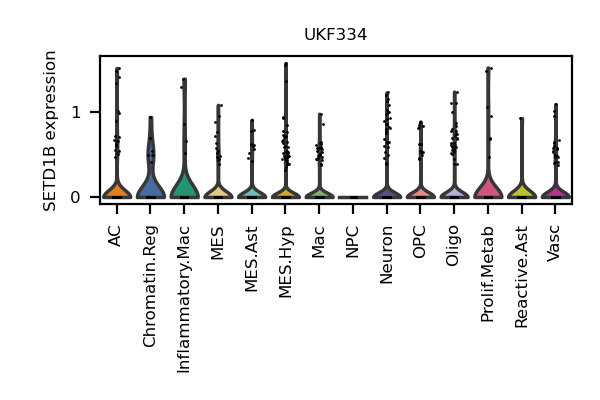 UKF334
SETD1B expression
1
0
AC
Chromatin.Reg
Inflammatory.Mac
MES
MES.Ast
MES.Hyp
Mac
NPC
Neuron
OPC
Oligo
Prolif.Metab
Reactive.Ast
Vasc